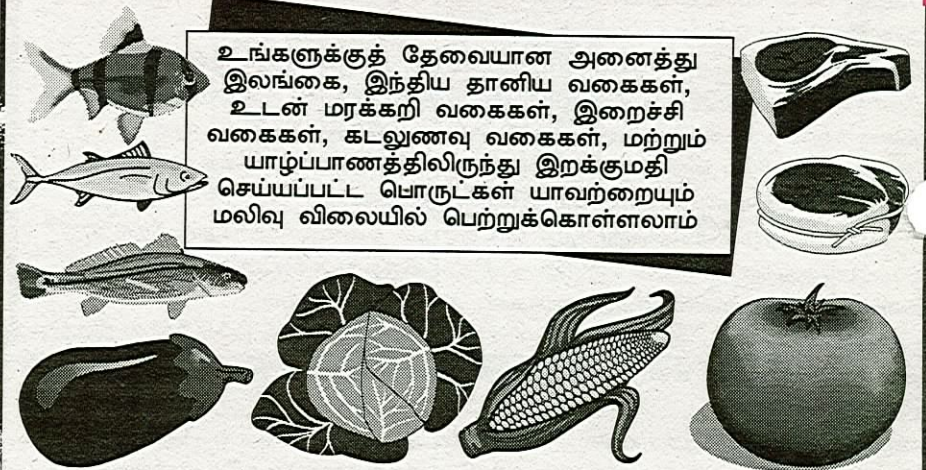 உங்களுக்குத் தேவையான அனைத்து
இலங்கை, இந்திய தானிய வகைகள்,
உடன் மரக்கறி வகைகள், இறைச்சி
வகைகள், கடலுணவு வகைகள், மற்றும்
யாழ்ப்பாணத்திலிருந்து இறக்குமதி
செய்யப்பட்ட பொருட்கள் யாவற்றையும்
மலிவு விலையில் பெற்றுக்கொள்ளலாம்